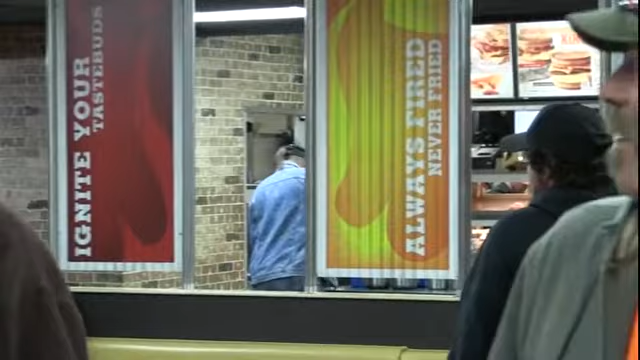 IGNITE YOUR
TASTEBUDS
ALWAYS FIRED
NEVER FRIED